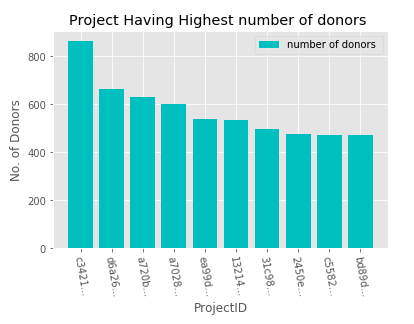 Project Having Highest number of donors
number of donors
No. of Donors
800
600
400
200
0
c3421...
d6a26...
a720b...
a7028...
ea99d...
13214...
31c98...
2450e...
c5582...
bd89d...
ProjectID